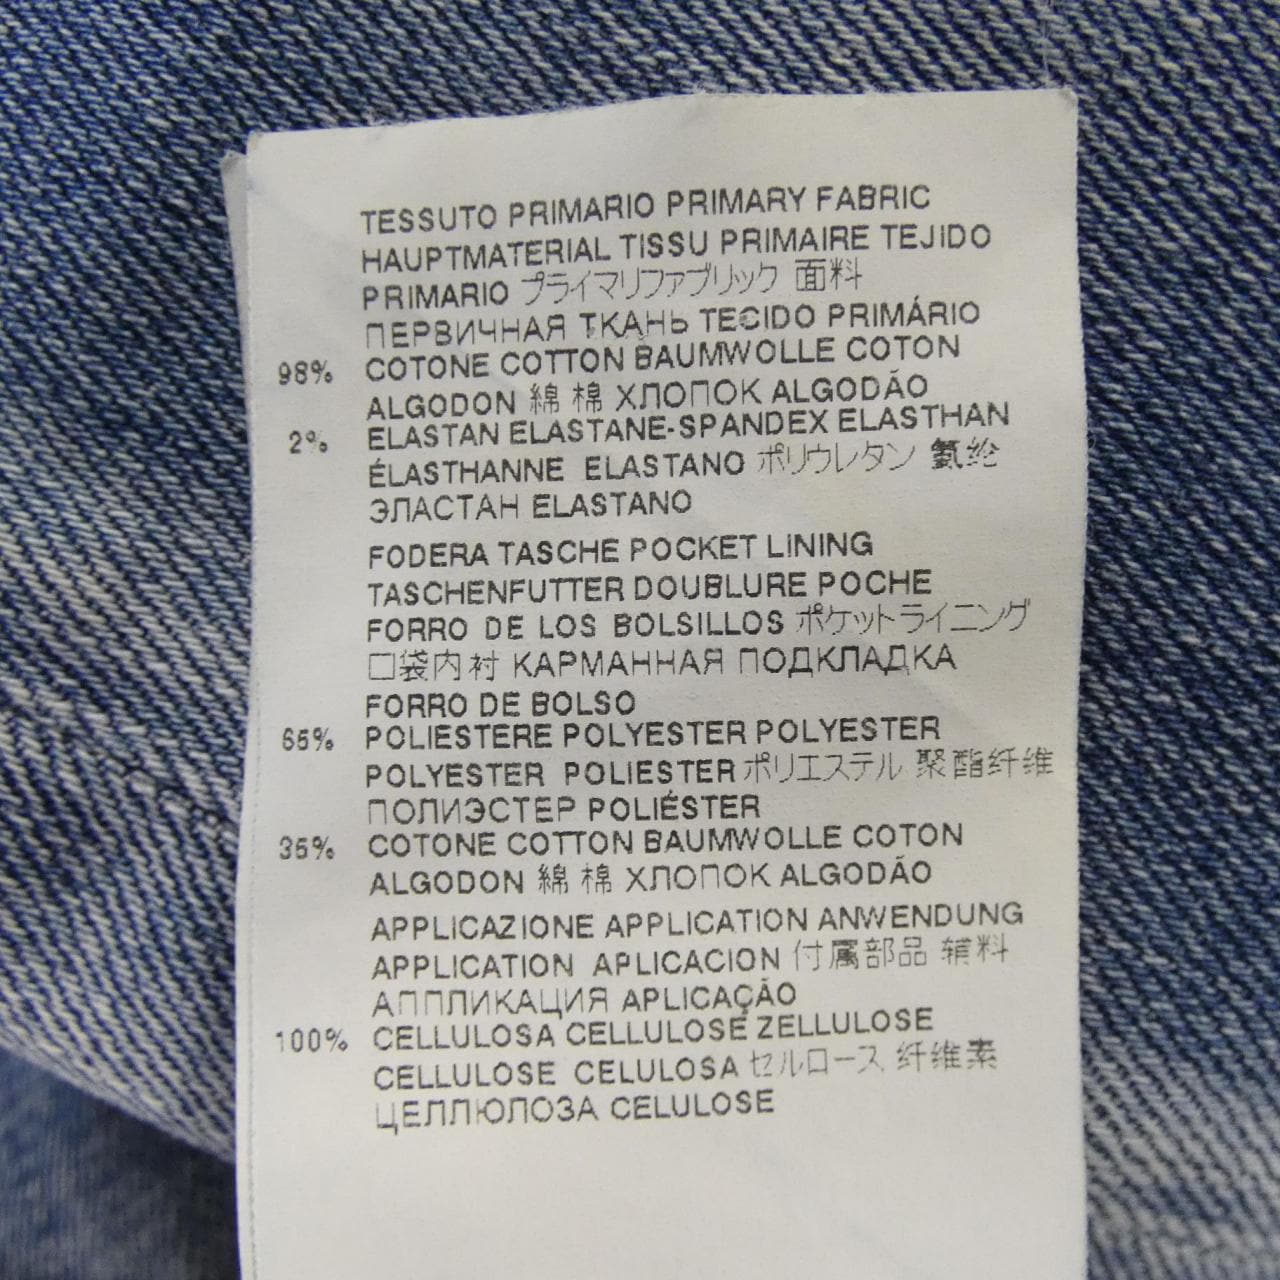 TESSUTO PRIMARIO PRIMARY FABRIC
HAUPTMATERIAL TISSU PRIMAIRE TEJIDO
PRIMARIO プライマリファブリック 面料
ПЕРВИЧНАЯ ТКАНЬ TECIDO PRIMÁRIO
98% COTONE COTTON BAUMWOLLE COTON
ALGODON 綿 棉 ХЛОПОК ALGODÃO
2% ELASTAN ELASTANE-SPANDEX ELASTHAN
ÉLASTHANNE ELASTANO ポリウレタン 氨纶
ЭЛАСТАН ELASTANO
FODERA TASCHE POCKET LINING
TASCHENFUTTER DOUBLURE POCHE
FORRO DE LOS BOLSILLOS ポケットライニング
口袋内衬 КАРМАННАЯ ПОДКЛАДКА
FORRO DE BOLSO
65% POLIESTERE POLYESTER POLYESTER
POLYESTER POLIESTER ポリエステル 聚酯纤维
ПОЛИЭСТЕР POLIÉSTER
35% COTONE COTTON BAUMWOLLE COTON
ALGODON 綿 棉 ХЛОПОК ALGODÃO
APPLICAZIONE APPLICATION ANWENDUNG
APPLICATION APLICACION 付属部品 辅料
АППЛИКАЦИЯ APLICAÇÃO
100% CELLULOSA CELLULOSE ZELLULOSE
CELLULOSE CELULOSA セルロース 纤维素
ЦЕЛЛЮЛОЗА CELULOSE